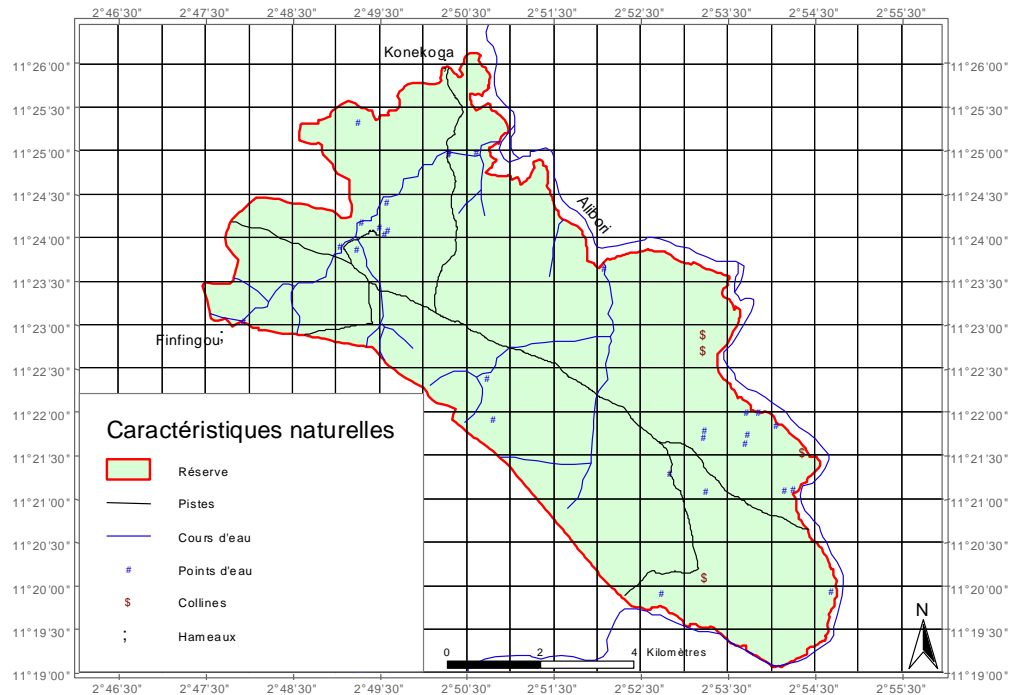 2°46'30" 2°47'30" 2°48'30" 2°49'30" 2°50'30" 2°51'30" 2°52'30" 2°53'30" 2°54'30" 2°55'30"
Konekoga
11°26'00" 11°26'00"
11°25'30" 11°25'30"
11°25'00" 11°25'00"
11°24'30" 11°24'30"
Alibori
11°24'00" 11°24'00"
11°23'30" 11°23'30"
11°23'00" 11°23'00"
Finfingou
11°22'30" 11°22'30"
11°22'00" 11°22'00"
Caractéristiques naturelles
11°21'30" 11°21'30"
Réserve
11°21'00" 11°21'00"
Pistes
11°20'30" 11°20'30"
Cours d'eau
11°20'00" 11°20'00"
# Points d'eau
$ Collines
11°19'30" 11°19'30"
; Hameaux
N
0 2 4 Kilomètres
11°19'00" 11°19'00"
2°46'30" 2°47'30" 2°48'30" 2°49'30" 2°50'30" 2°51'30" 2°52'30" 2°53'30" 2°54'30" 2°55'30"